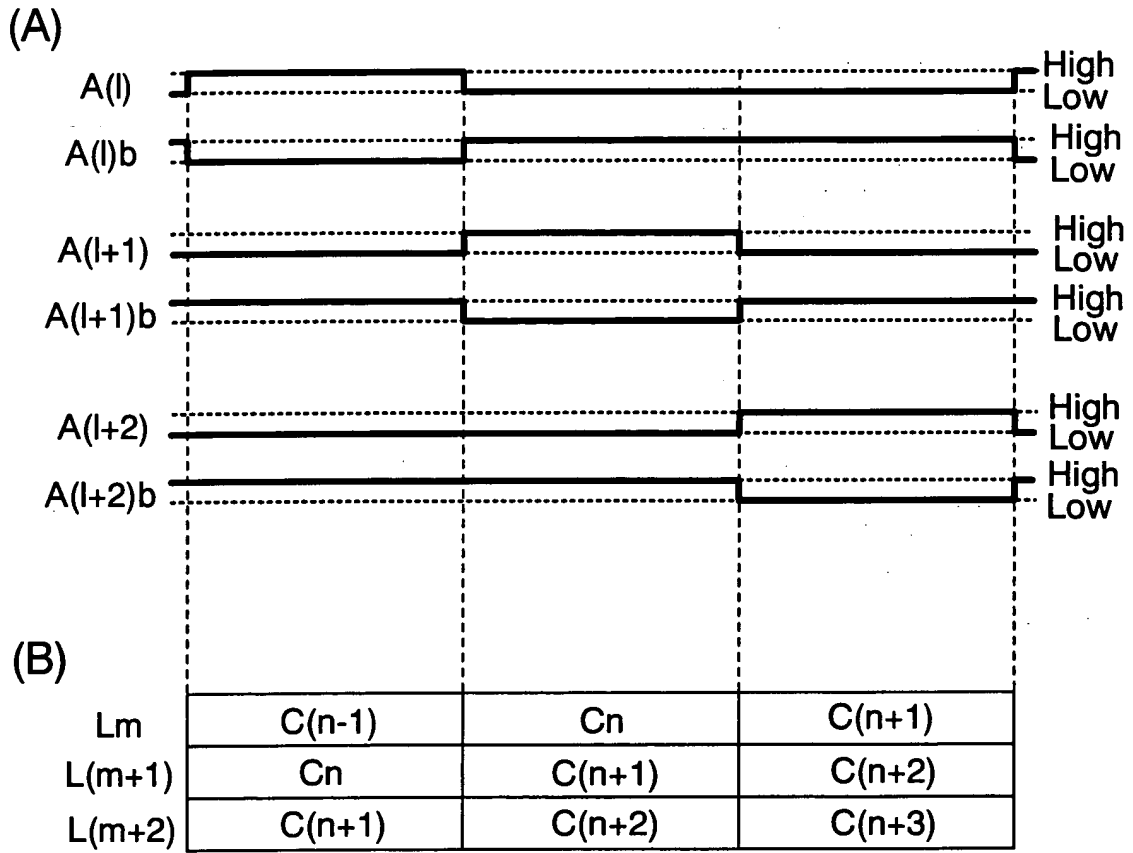 (A)
A(l) High
Low
A(l)b High
Low
A(l+1) High
Low
A(l+1)b High
Low
A(l+2) High
Low
A(l+2)b High
Low
(B)
Lm C(n-1) Cn C(n+1)
L(m+1) Cn C(n+1) C(n+2)
L(m+2) C(n+1) C(n+2) C(n+3)